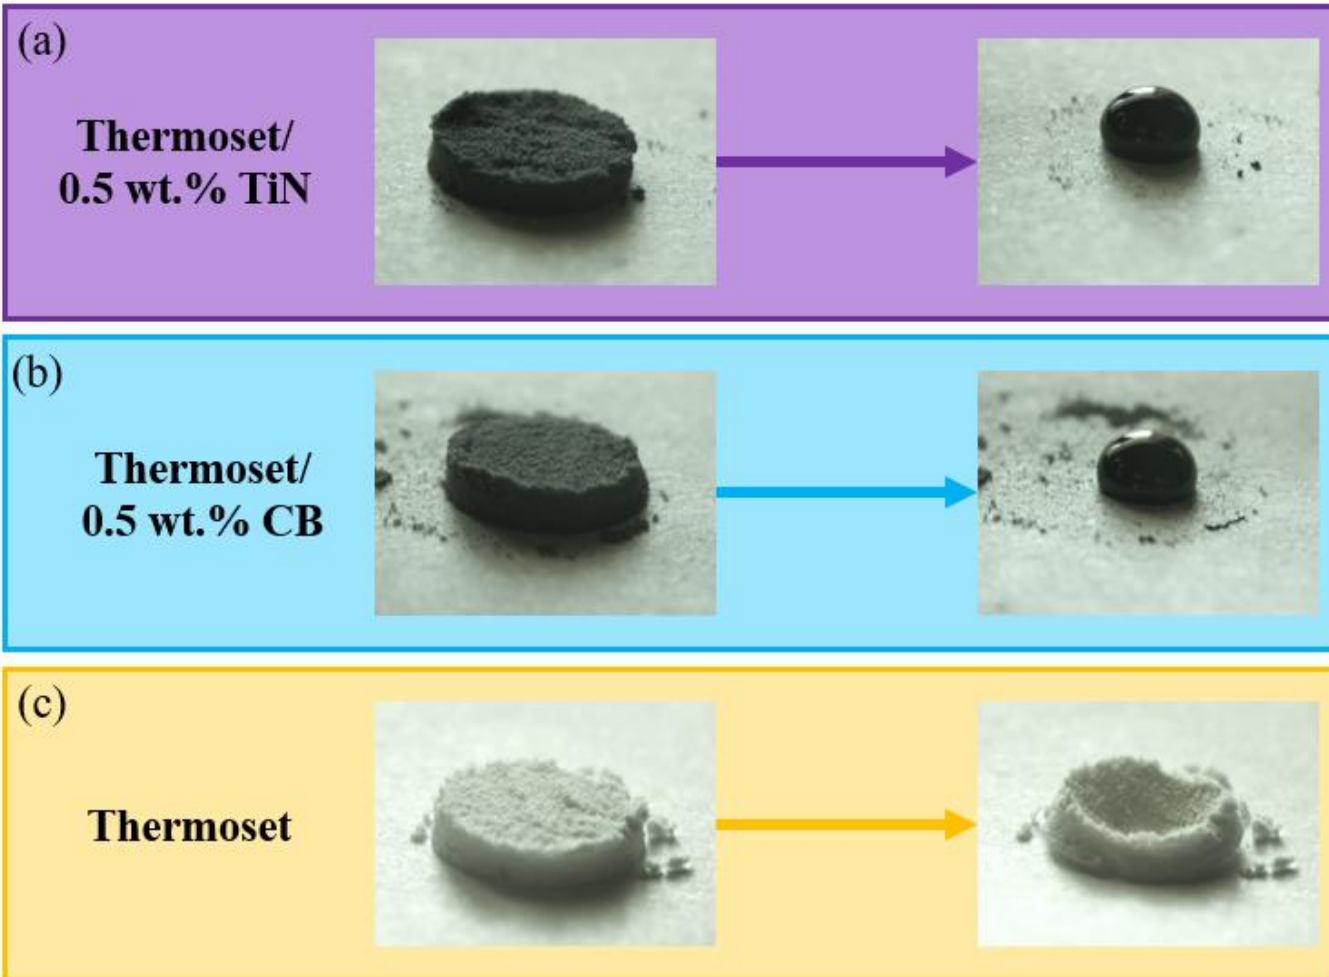 (a)
Thermoset/
0.5 wt.% TiN
(b)
Thermoset/
0.5 wt.% CB
(c)
Thermoset